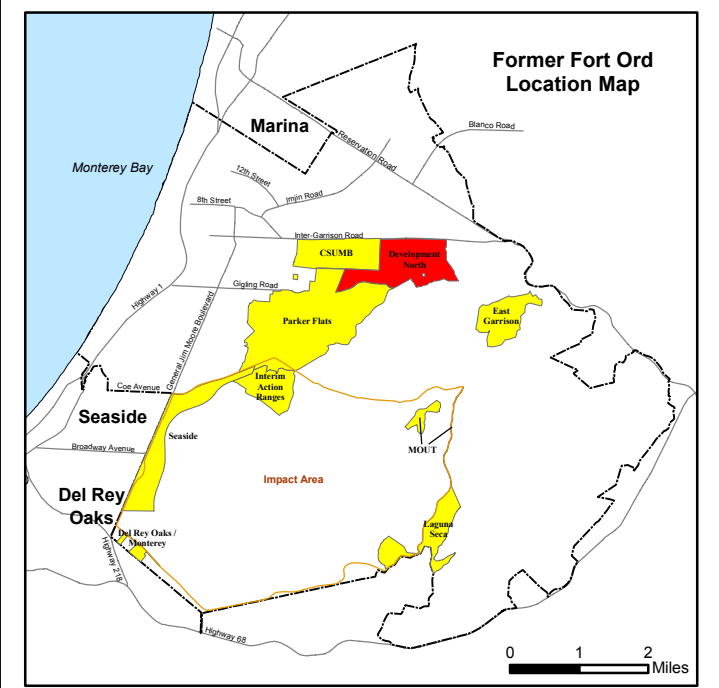 Former Fort Ord
Location Map
Marina
Blanco Road
Reservation Road
Monterey Bay
12th Street
Imjin Road
8th Street
Inter-Garrison Road
CSUMB
Development
North
Gigling Road
Highway 1
General Jim Moore Boulevard
East
Garrison
Parker Flats
Interim
Action
Ranges
Coe Avenue
Seaside
Seaside
Broadway Avenue
MOUT
Impact Area
Del Rey
Oaks
Laguna
Seca
Del Rey Oaks /
Monterey
Highway 218
Highway 68
0 1 2
Miles